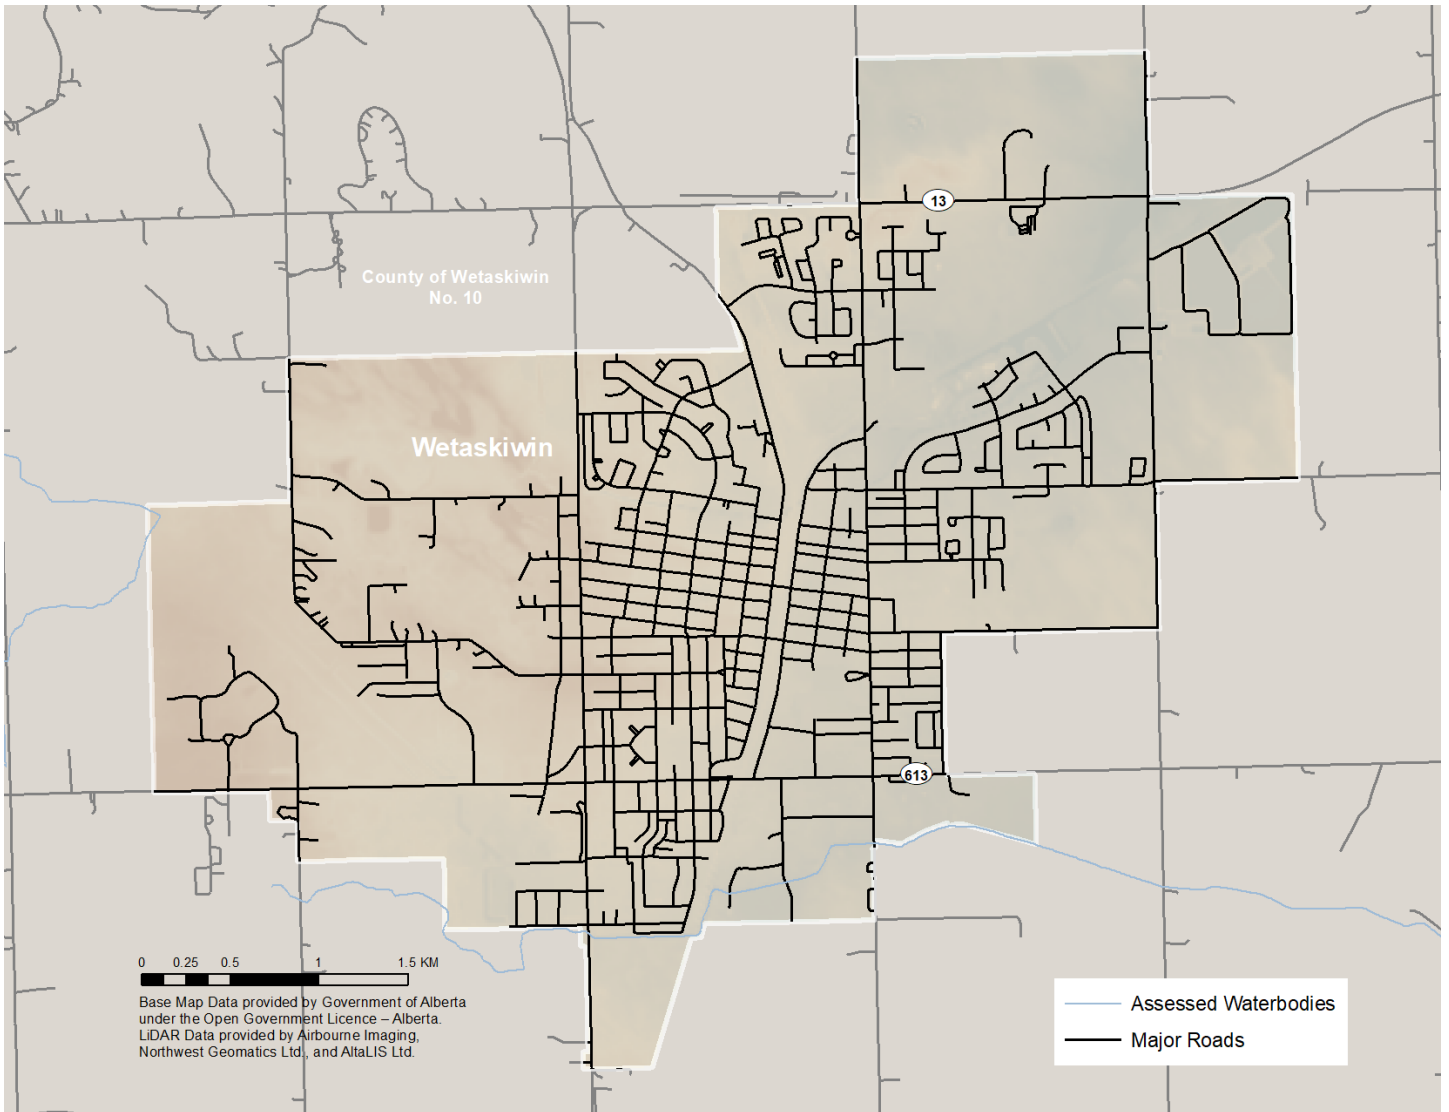 13
County of Wetaskiwin
No. 10
Wetaskiwin
613
0 0.25 0.5 1 1.5 KM
Base Map Data provided by Government of Alberta
under the Open Government Licence – Alberta.
LiDAR Data provided by Airbourne Imaging,
Northwest Geomatics Ltd., and AltaLIS Ltd.
Assessed Waterbodies
Major Roads